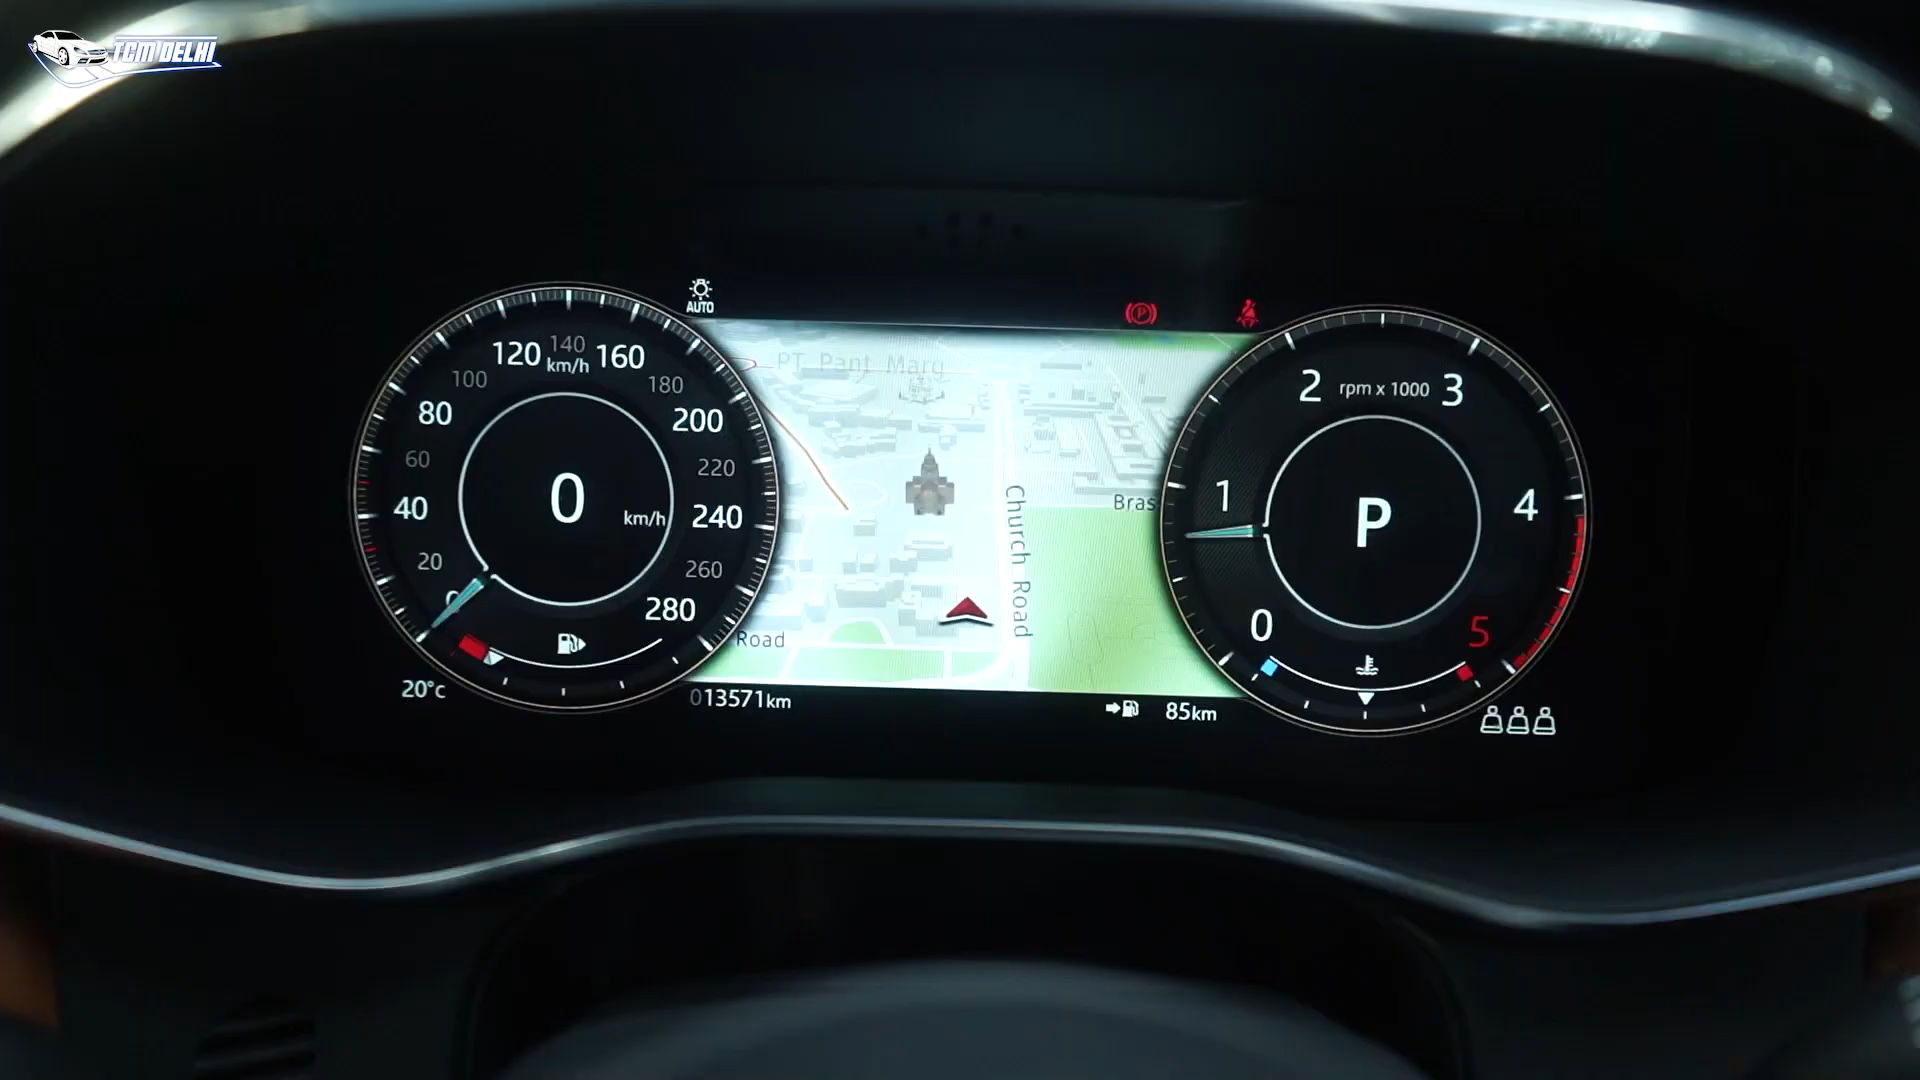 TCM DELHI
AUTO
P
120 140 160
km/h
100 180
80 200
60 220
40 240
20 260
0 280
0 km/h
20°c
PT Pant Marg
Church Road
Bras
Road
013571km
85km
2 rpm x 1000 3
1 4
0 5
P